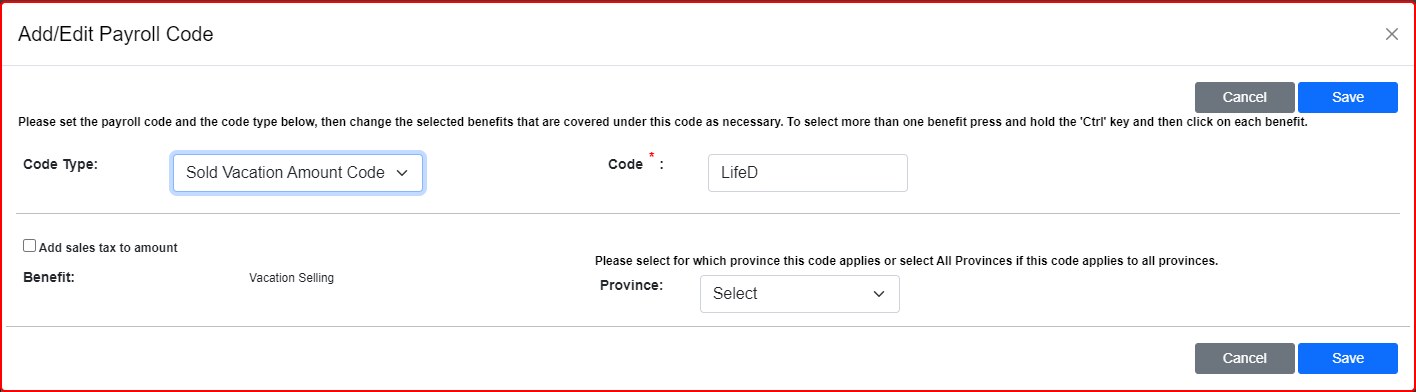 Add/Edit Payroll Code
Cancel Save
Please set the payroll code and the code type below, then change the selected benefits that are covered under this code as necessary. To select more than one benefit press and hold the 'Ctrl' key and then click on each benefit.
Code Type: Sold Vacation Amount Code Code * : LifeD
Add sales tax to amount
Please select for which province this code applies or select All Provinces if this code applies to all provinces.
Benefit: Vacation Selling
Province: Select
Cancel Save